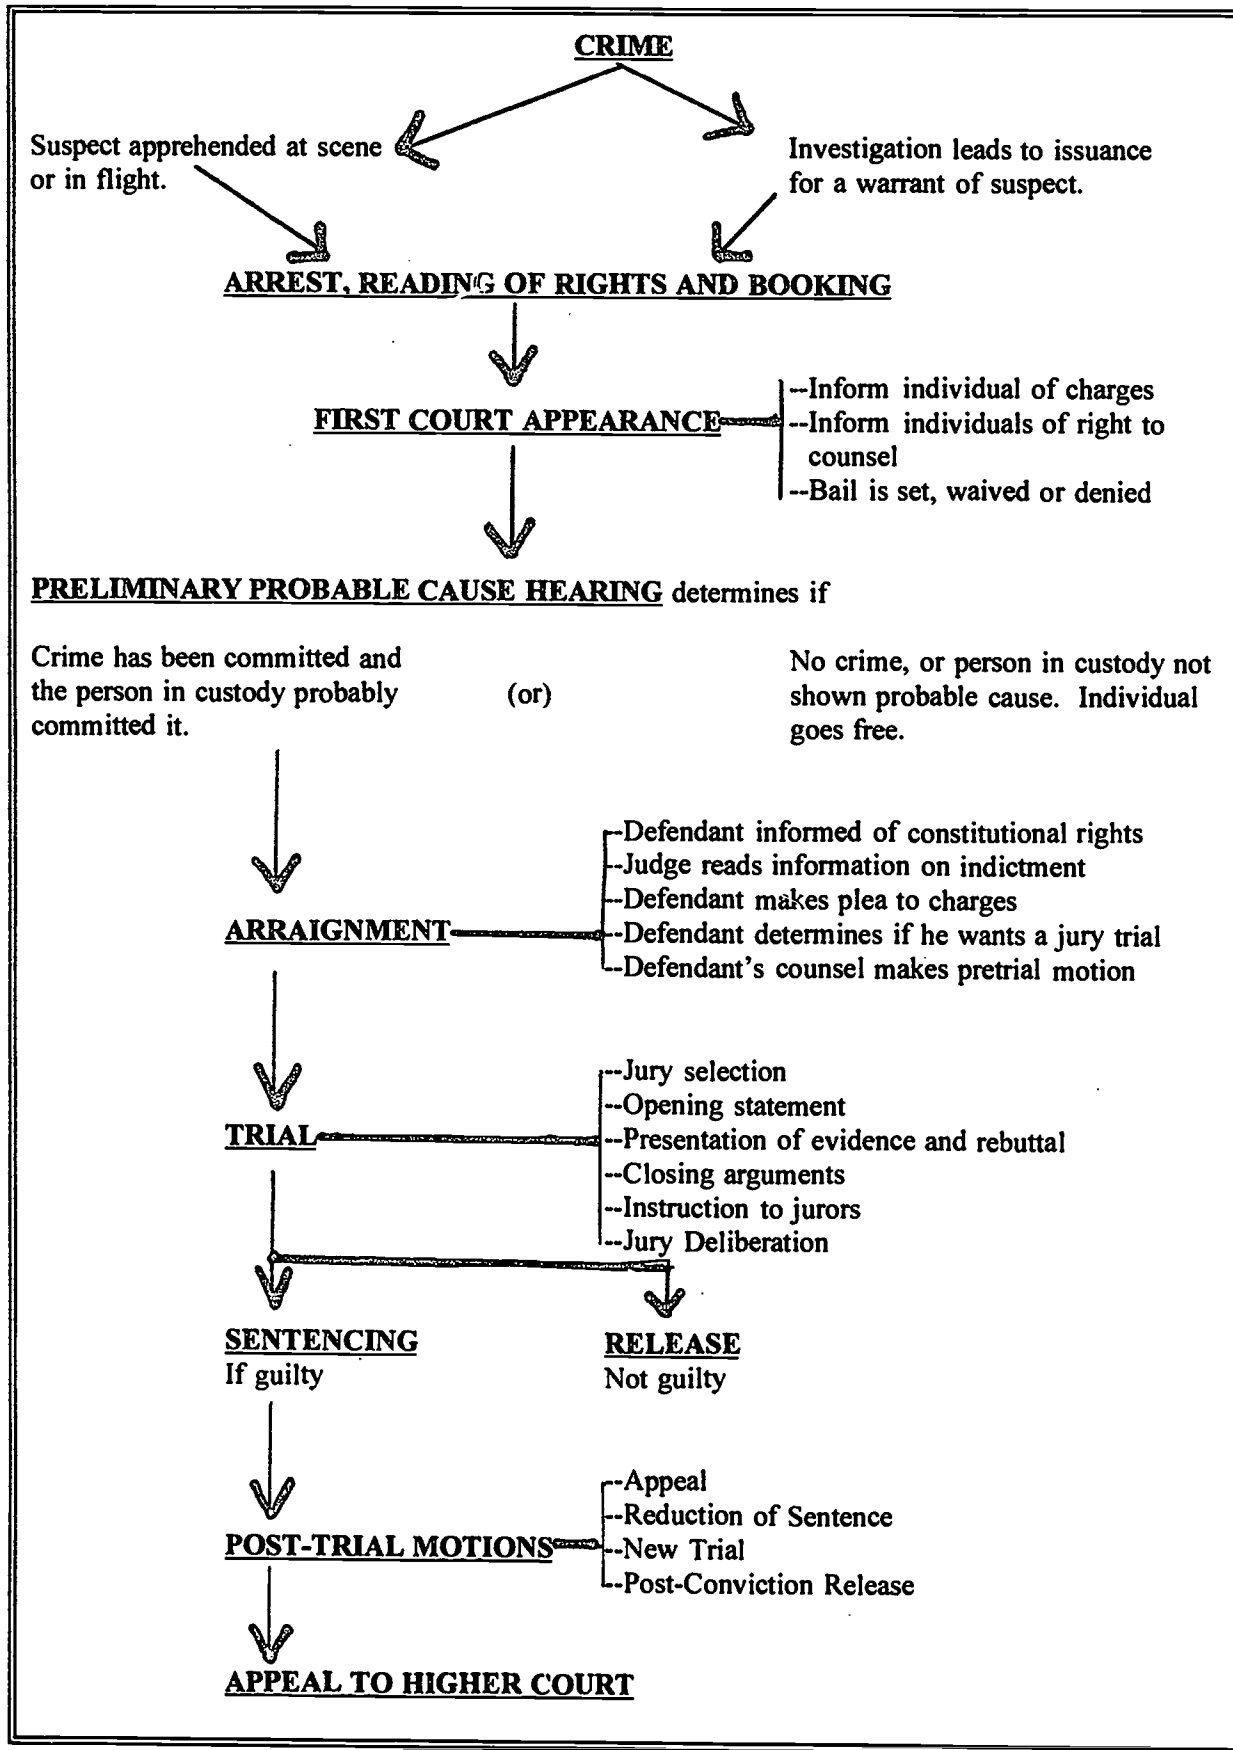 CRIME
Suspect apprehended at scene
or in flight.
Investigation leads to issuance
for a warrant of suspect.
ARREST, READING OF RIGHTS AND BOOKING
FIRST COURT APPEARANCE
--Inform individual of charges
--Inform individuals of right to
counsel
--Bail is set, waived or denied
PRELIMINARY PROBABLE CAUSE HEARING determines if
Crime has been committed and
the person in custody probably
committed it.
(or)
No crime, or person in custody not
shown probable cause. Individual
goes free.
ARRAIGNMENT
--Defendant informed of constitutional rights
--Judge reads information on indictment
--Defendant makes plea to charges
--Defendant determines if he wants a jury trial
--Defendant's counsel makes pretrial motion
TRIAL
--Jury selection
--Opening statement
--Presentation of evidence and rebuttal
--Closing arguments
--Instruction to jurors
--Jury Deliberation
SENTENCING
If guilty
RELEASE
Not guilty
POST-TRIAL MOTIONS
--Appeal
--Reduction of Sentence
--New Trial
--Post-Conviction Release
APPEAL TO HIGHER COURT